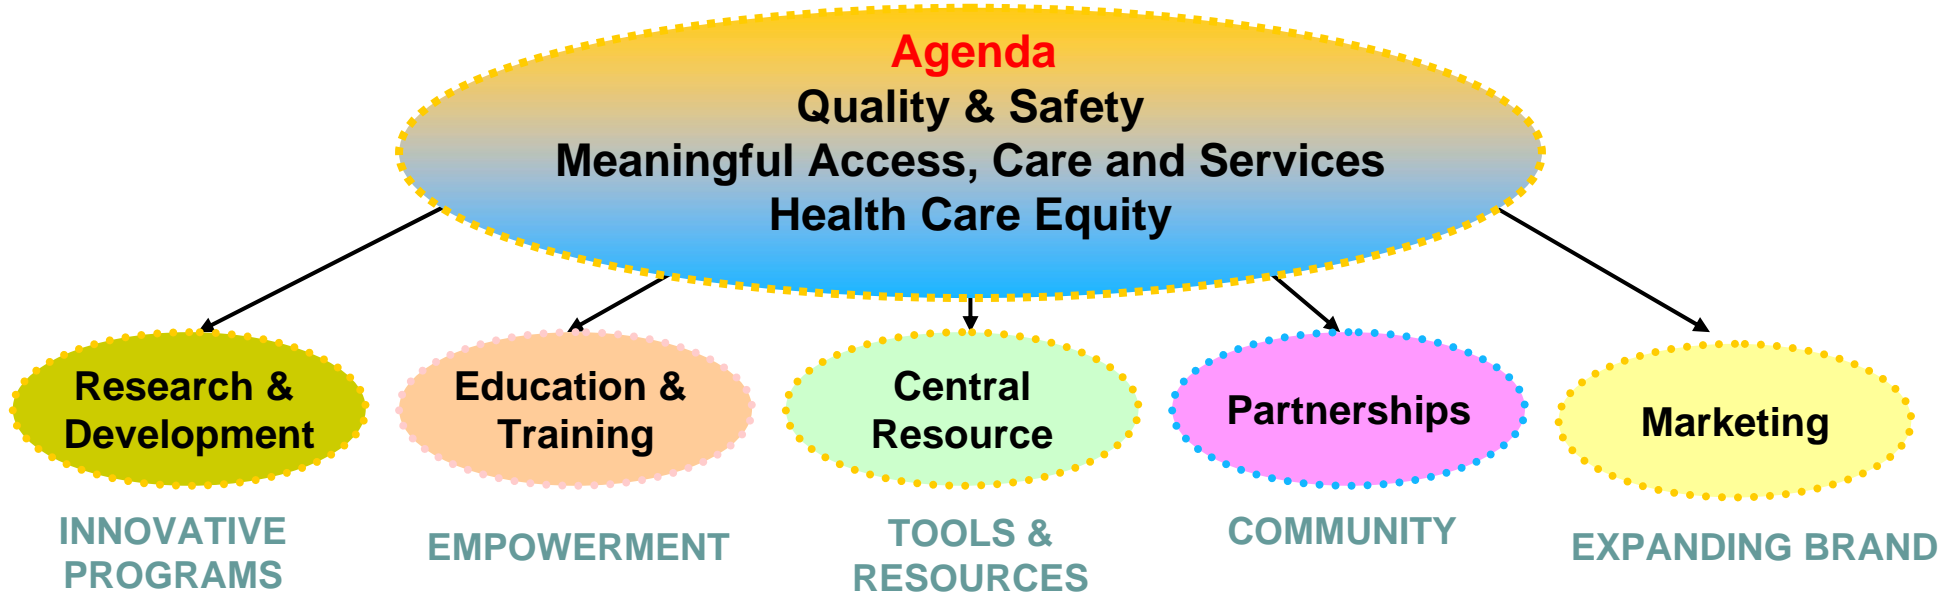 Agenda
Quality & Safety
Meaningful Access, Care and Services
Health Care Equity
Research &
Development
Education &
Training
Central
Resource
Partnerships
Marketing
INNOVATIVE
PROGRAMS
EMPOWERMENT
TOOLS &
RESOURCES
COMMUNITY
EXPANDING BRAND